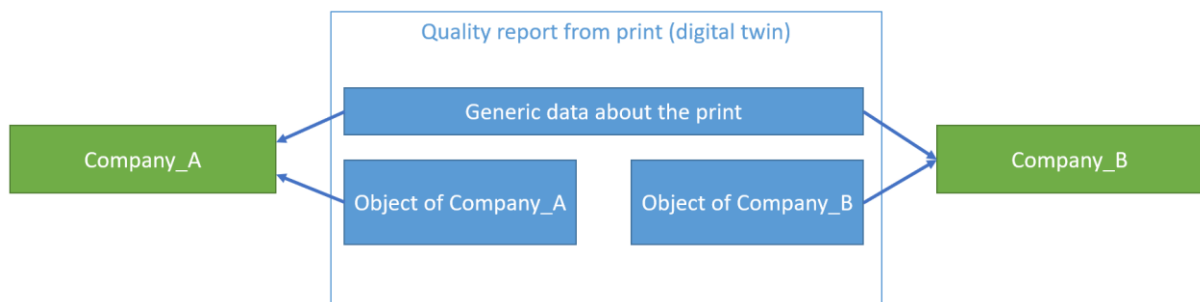 Quality report from print (digital twin)
Generic data about the print
Company_A
Company_B
Object of Company_A
Object of Company_B